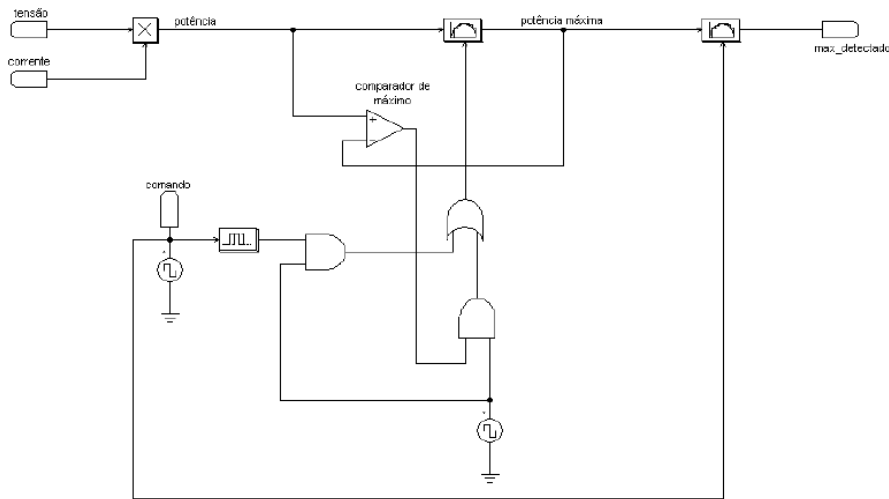 tensão
potência
potência máxima
corrente
max_detectado
comparador de
máximo
comando